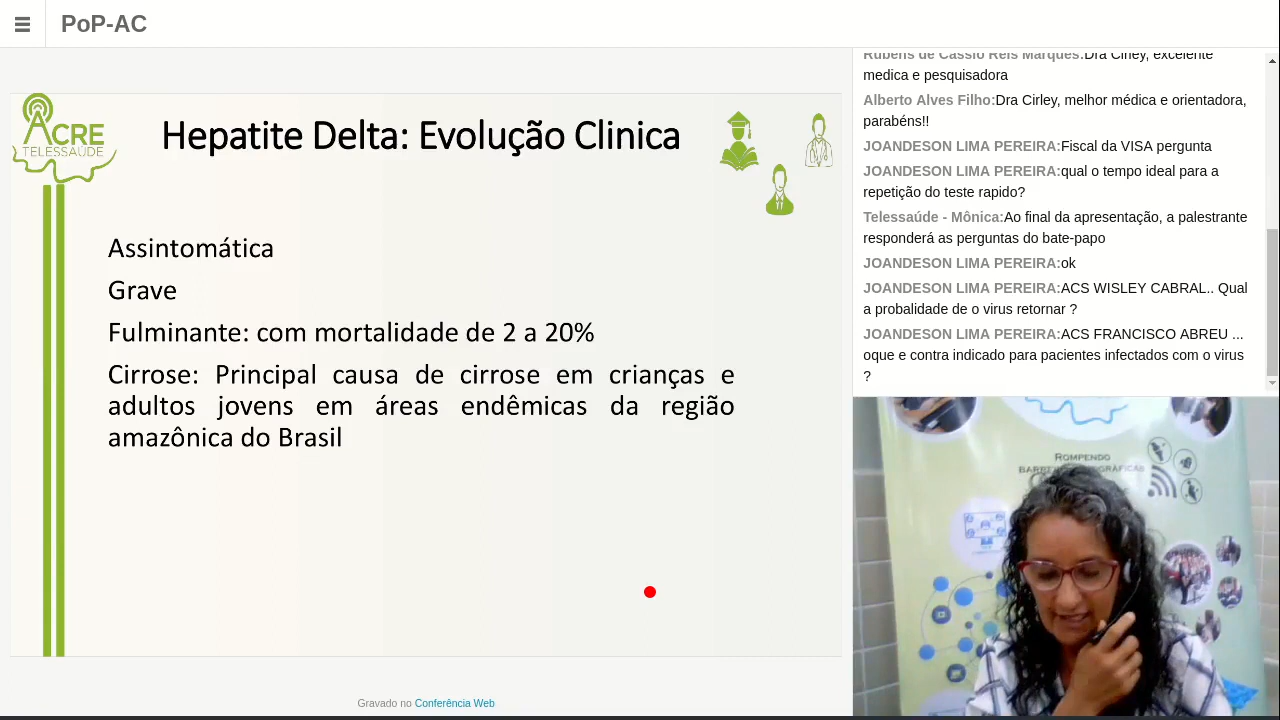 PoP-AC
ACRE
TELESSAÚDE
Hepatite Delta: Evolução Clinica
Assintomática
Grave
Fulminante: com mortalidade de 2 a 20%
Cirrose: Principal causa de cirrose em crianças e
adultos jovens em áreas endêmicas da região
amazônica do Brasil
Gravado no Conferência Web
Rubens de Cássio Reis Marques:Dra Cirley, excelente
medica e pesquisadora
Alberto Alves Filho:Dra Cirley, melhor médica e orientadora,
parabéns!!
JOANDESON LIMA PEREIRA:Fiscal da VISA pergunta
JOANDESON LIMA PEREIRA:qual o tempo ideal para a
repetição do teste rapido?
Telessaúde - Mônica:Ao final da apresentação, a palestrante
responderá as perguntas do bate-papo
JOANDESON LIMA PEREIRA:ok
JOANDESON LIMA PEREIRA:ACS WISLEY CABRAL.. Qual
a probalidade de o virus retornar ?
JOANDESON LIMA PEREIRA:ACS FRANCISCO ABREU ...
oque e contra indicado para pacientes infectados com o virus
?
ROMPENDO